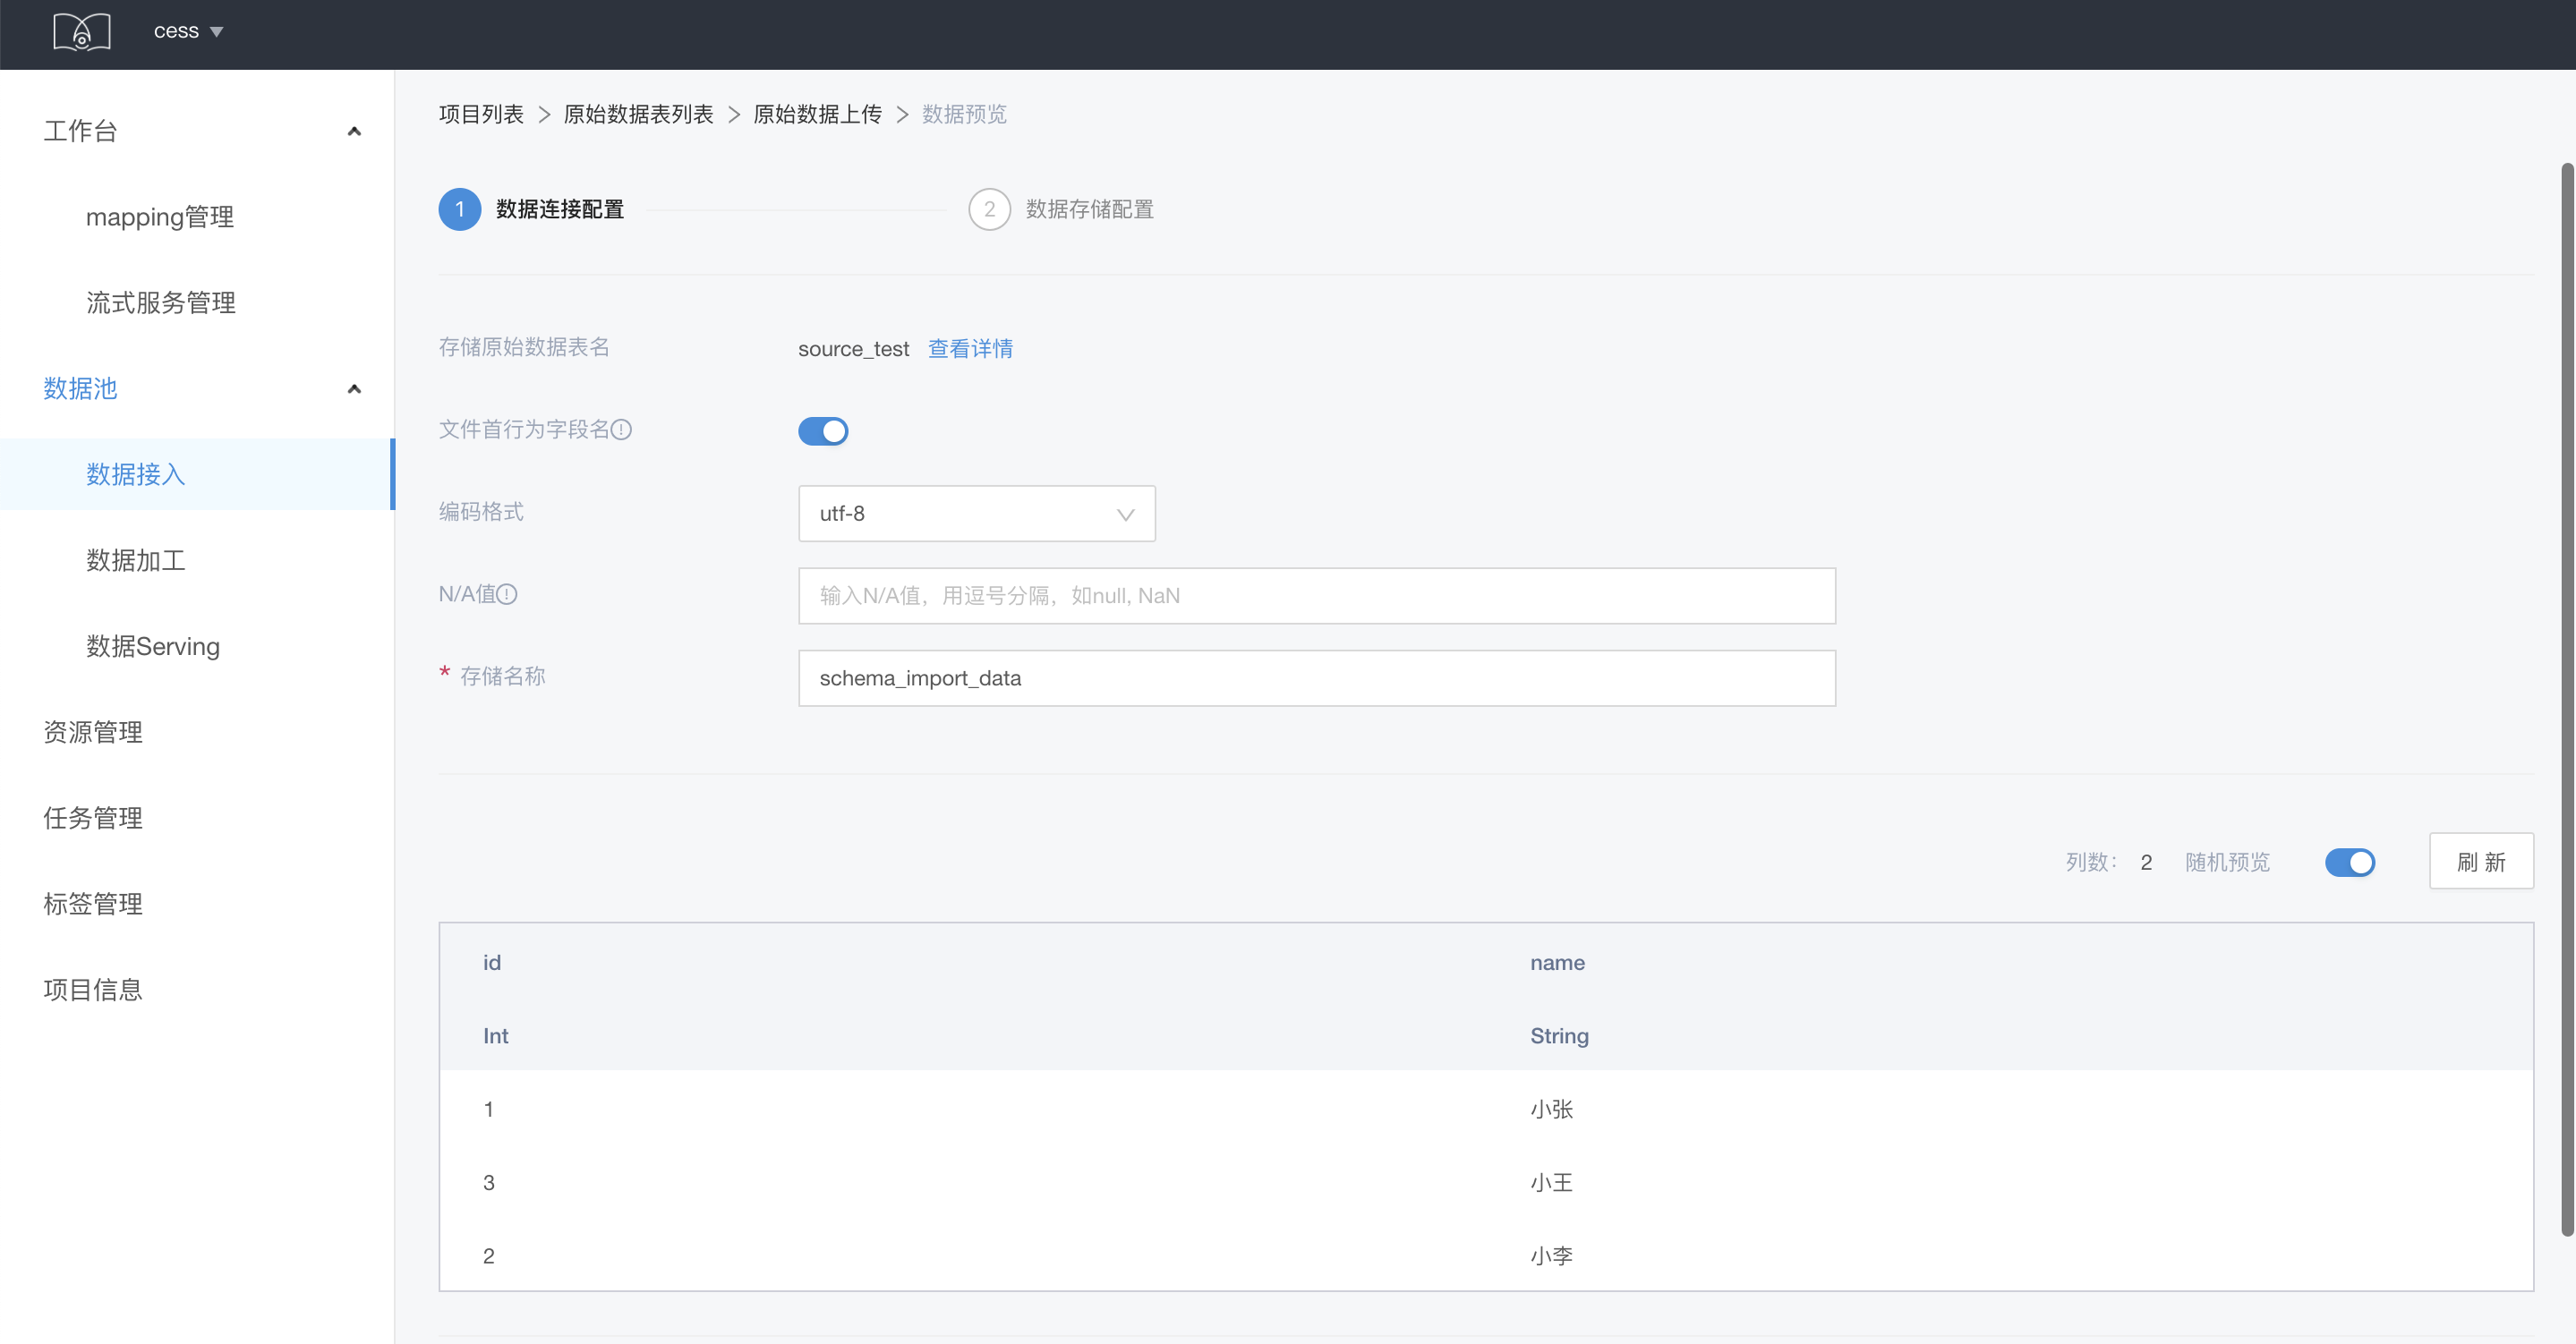 cess
工作台
mapping管理
流式服务管理
数据池
数据接入
数据加工
数据Serving
资源管理
任务管理
标签管理
项目信息
项目列表 > 原始数据表列表 > 原始数据上传 > 数据预览
1 数据连接配置 2 数据存储配置
存储原始数据表名 source_test 查看详情
文件首行为字段名
编码格式 utf-8
N/A值 输入N/A值，用逗号分隔，如null, NaN
* 存储名称 schema_import_data
列数： 2 随机预览 刷 新
id name
Int String
1 小张
3 小王
2 小李